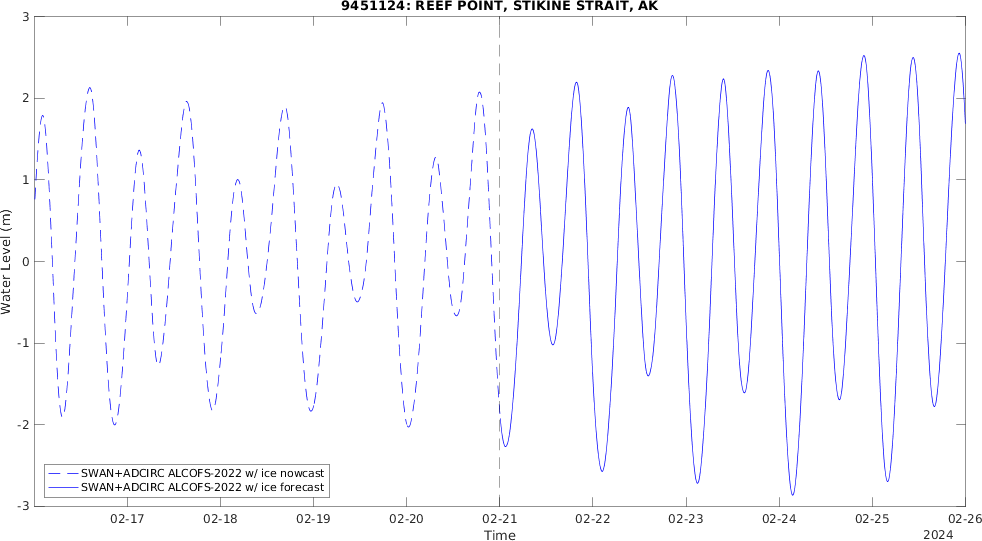 9451124: REEF POINT, STIKINE STRAIT, AK
3
2
1
0
-1
-2
-3
Water Level (m)
SWAN+ADCIRC ALCOFS-2022 w/ ice nowcast
SWAN+ADCIRC ALCOFS-2022 w/ ice forecast
02-17 02-18 02-19 02-20 02-21 02-22 02-23 02-24 02-25 02-26
Time
2024